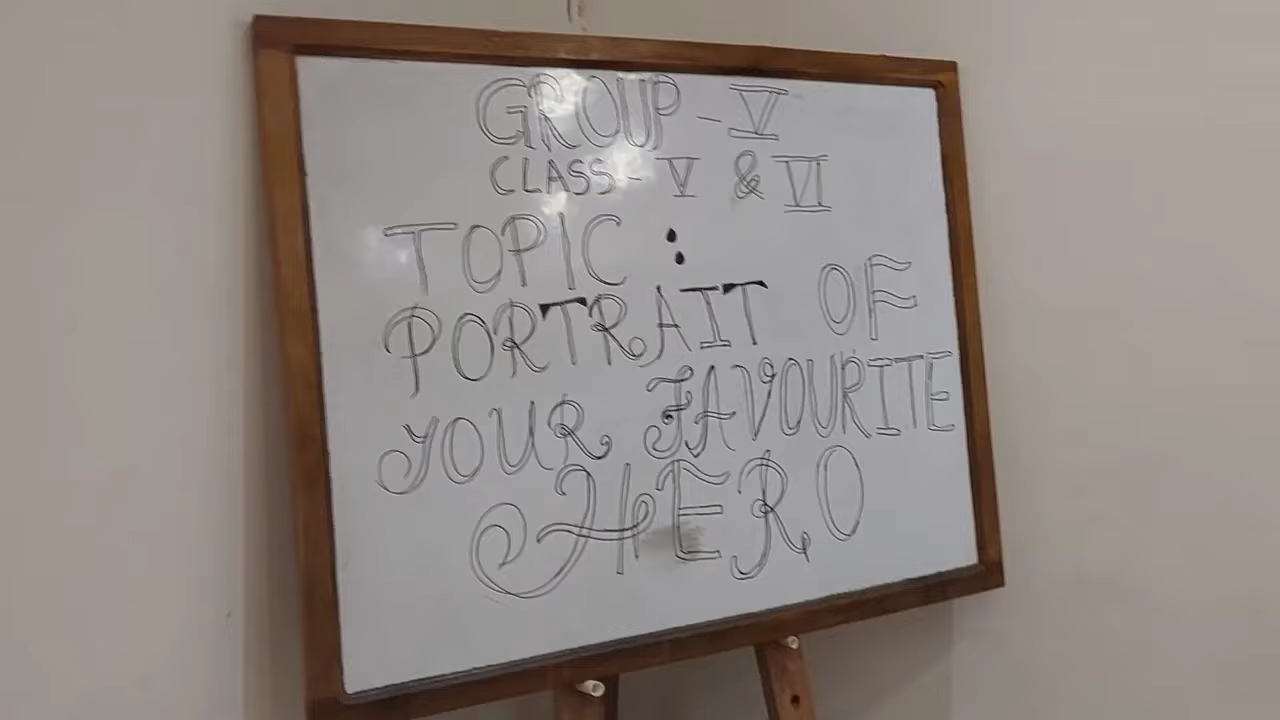 GROUP - V
CLASS - V & VI
TOPIC :
PORTRAIT OF
YOUR FAVOURITE
HERO